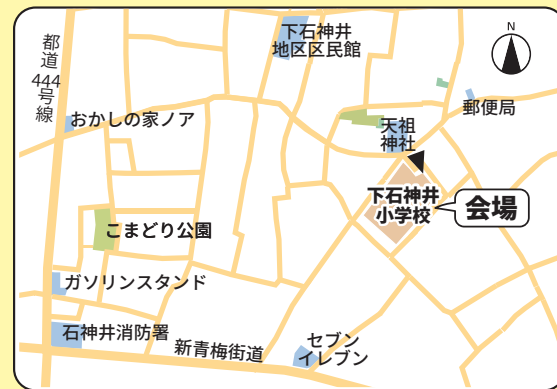 N
下石神井
地区区民館
都道
444
号線
おかしの家ノア
郵便局
天祖
神社
下石神井
小学校
会場
こまどり公園
ガソリンスタンド
石神井消防署
新青梅街道
セブン
イレブン